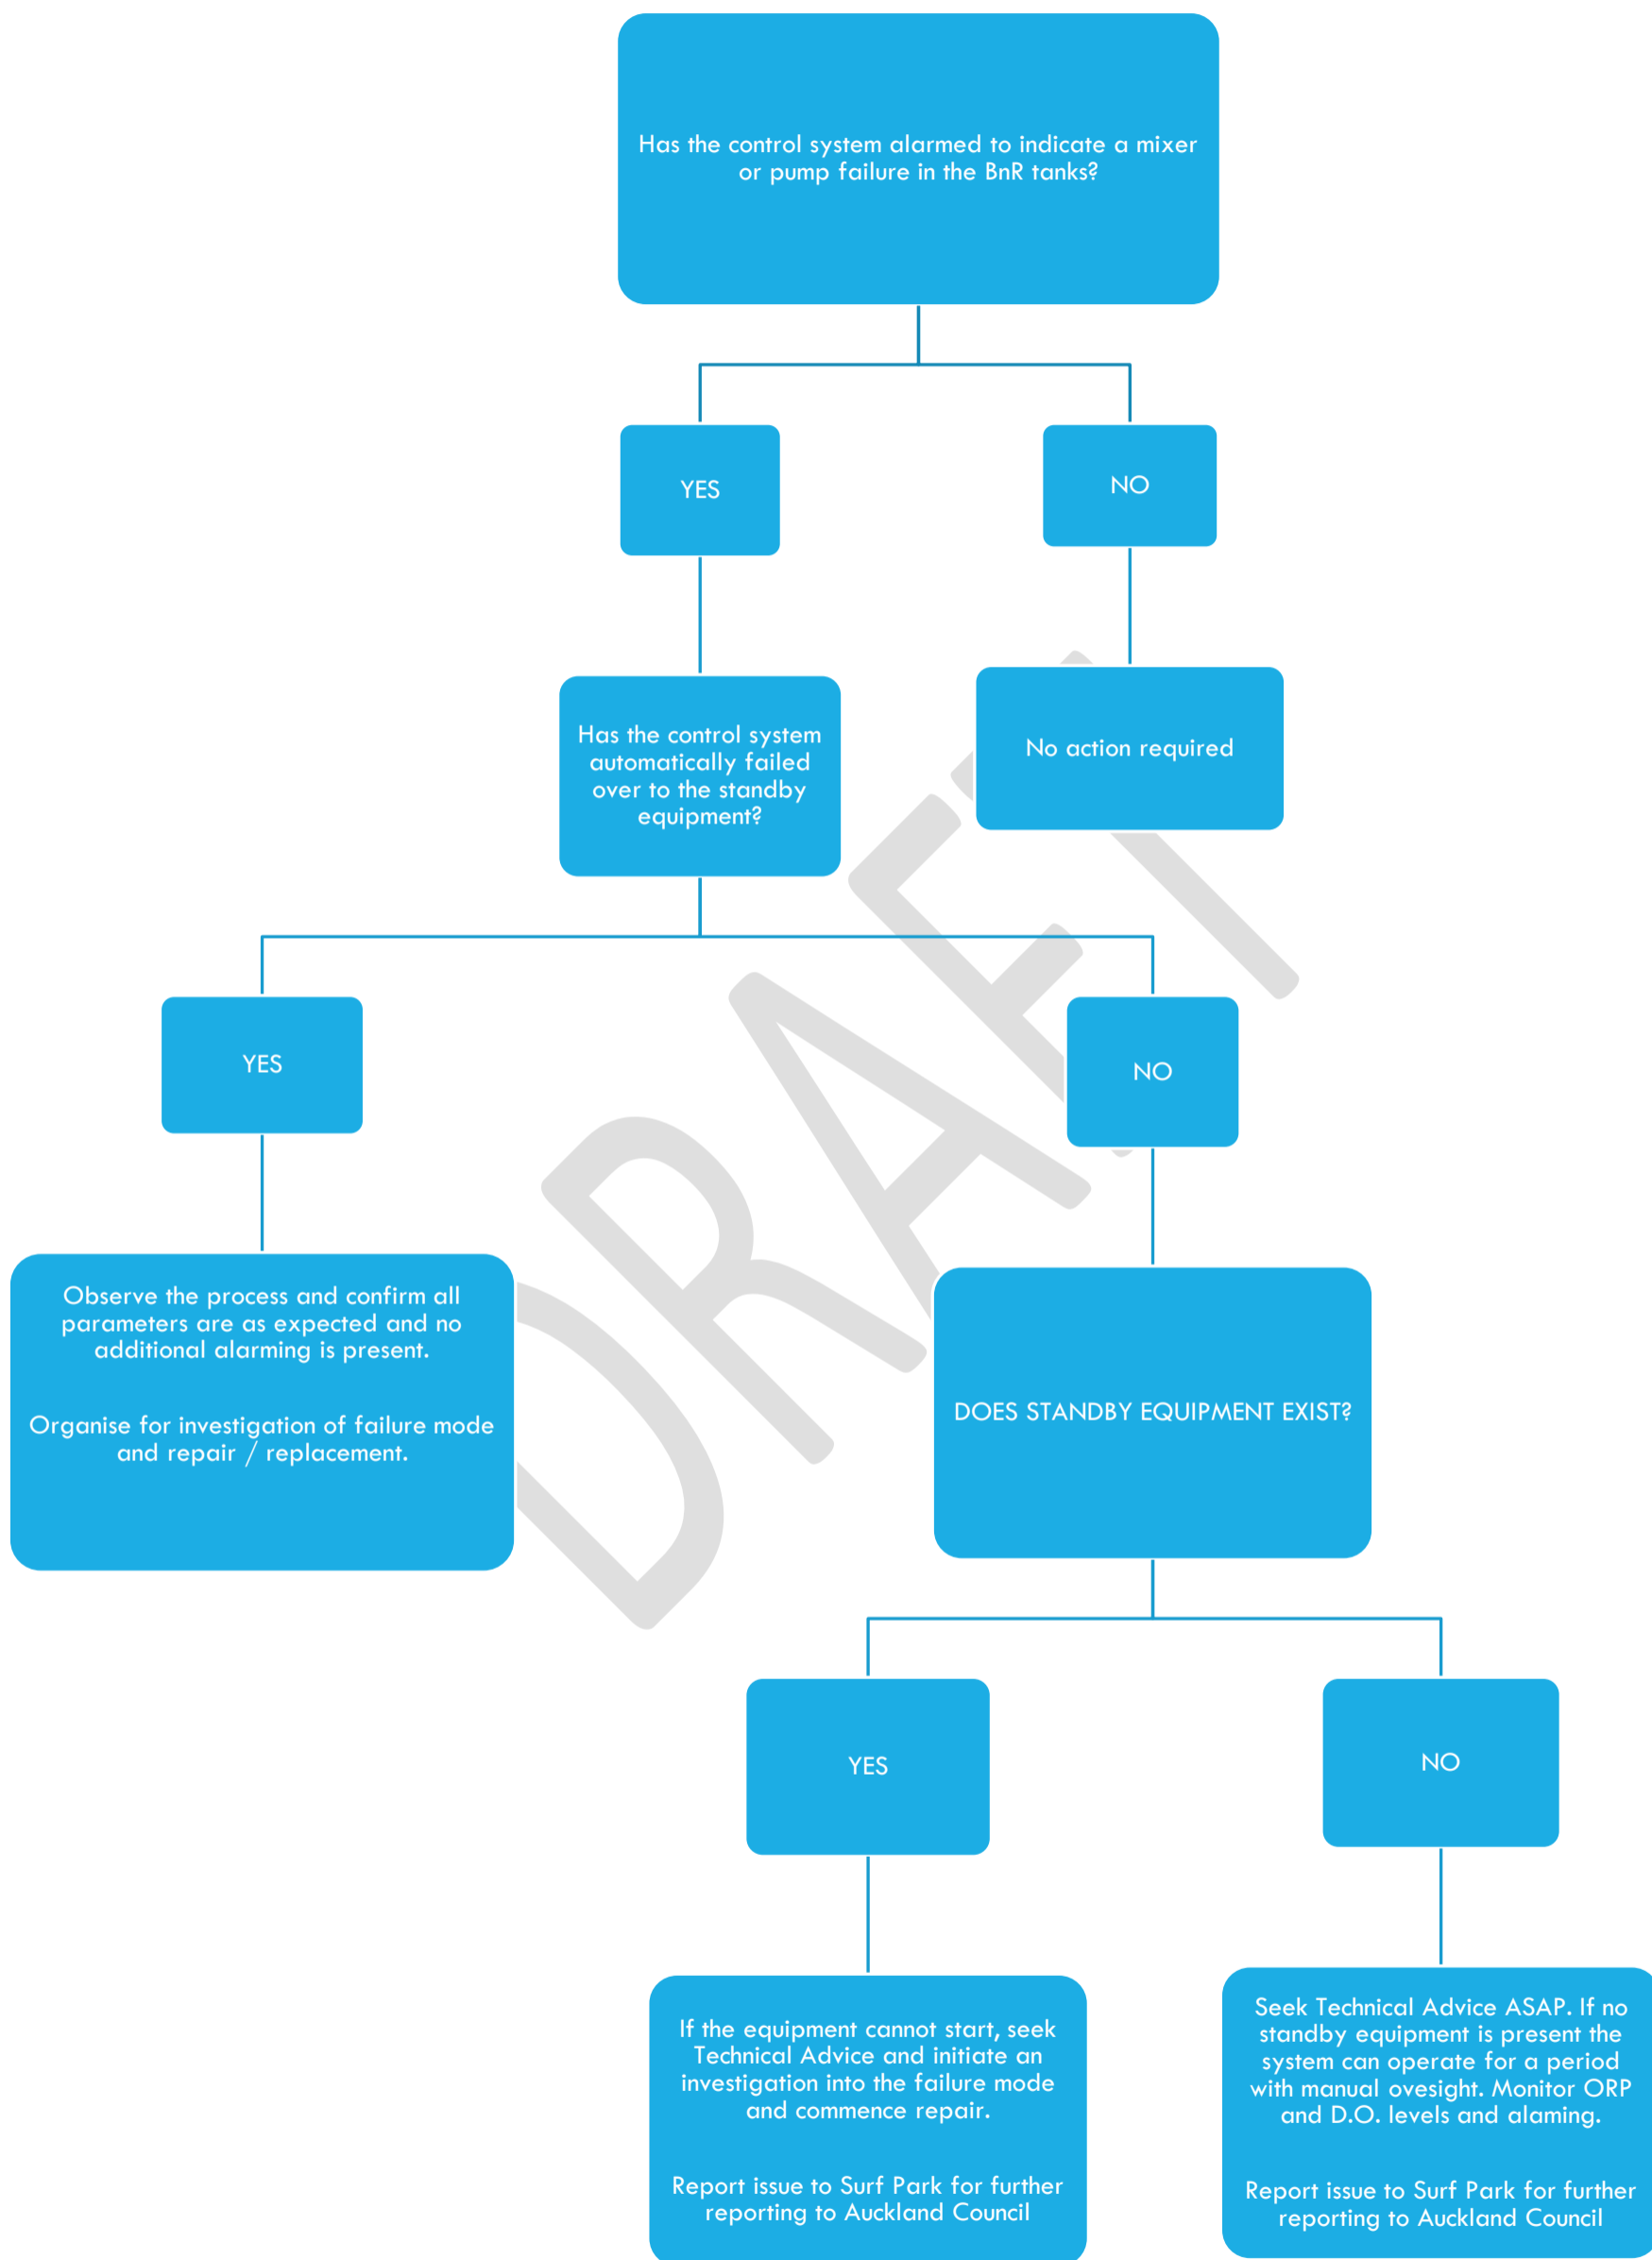 Has the control system alarmed to indicate a mixer
or pump failure in the BnR tanks?
YES
NO
Has the control system
automatically failed
over to the standby
equipment?
No action required
YES
NO
Observe the process and confirm all
parameters are as expected and no
additional alarming is present.
Organise for investigation of failure mode
and repair / replacement.
DOES STANDBY EQUIPMENT EXIST?
YES
NO
If the equipment cannot start, seek
Technical Advice and initiate an
investigation into the failure mode
and commence repair.
Report issue to Surf Park for further
reporting to Auckland Council
Seek Technical Advice ASAP. If no
standby equipment is present the
system can operate for a period
with manual ovesight. Monitor ORP
and D.O. levels and alaming.
Report issue to Surf Park for further
reporting to Auckland Council
DRAFT